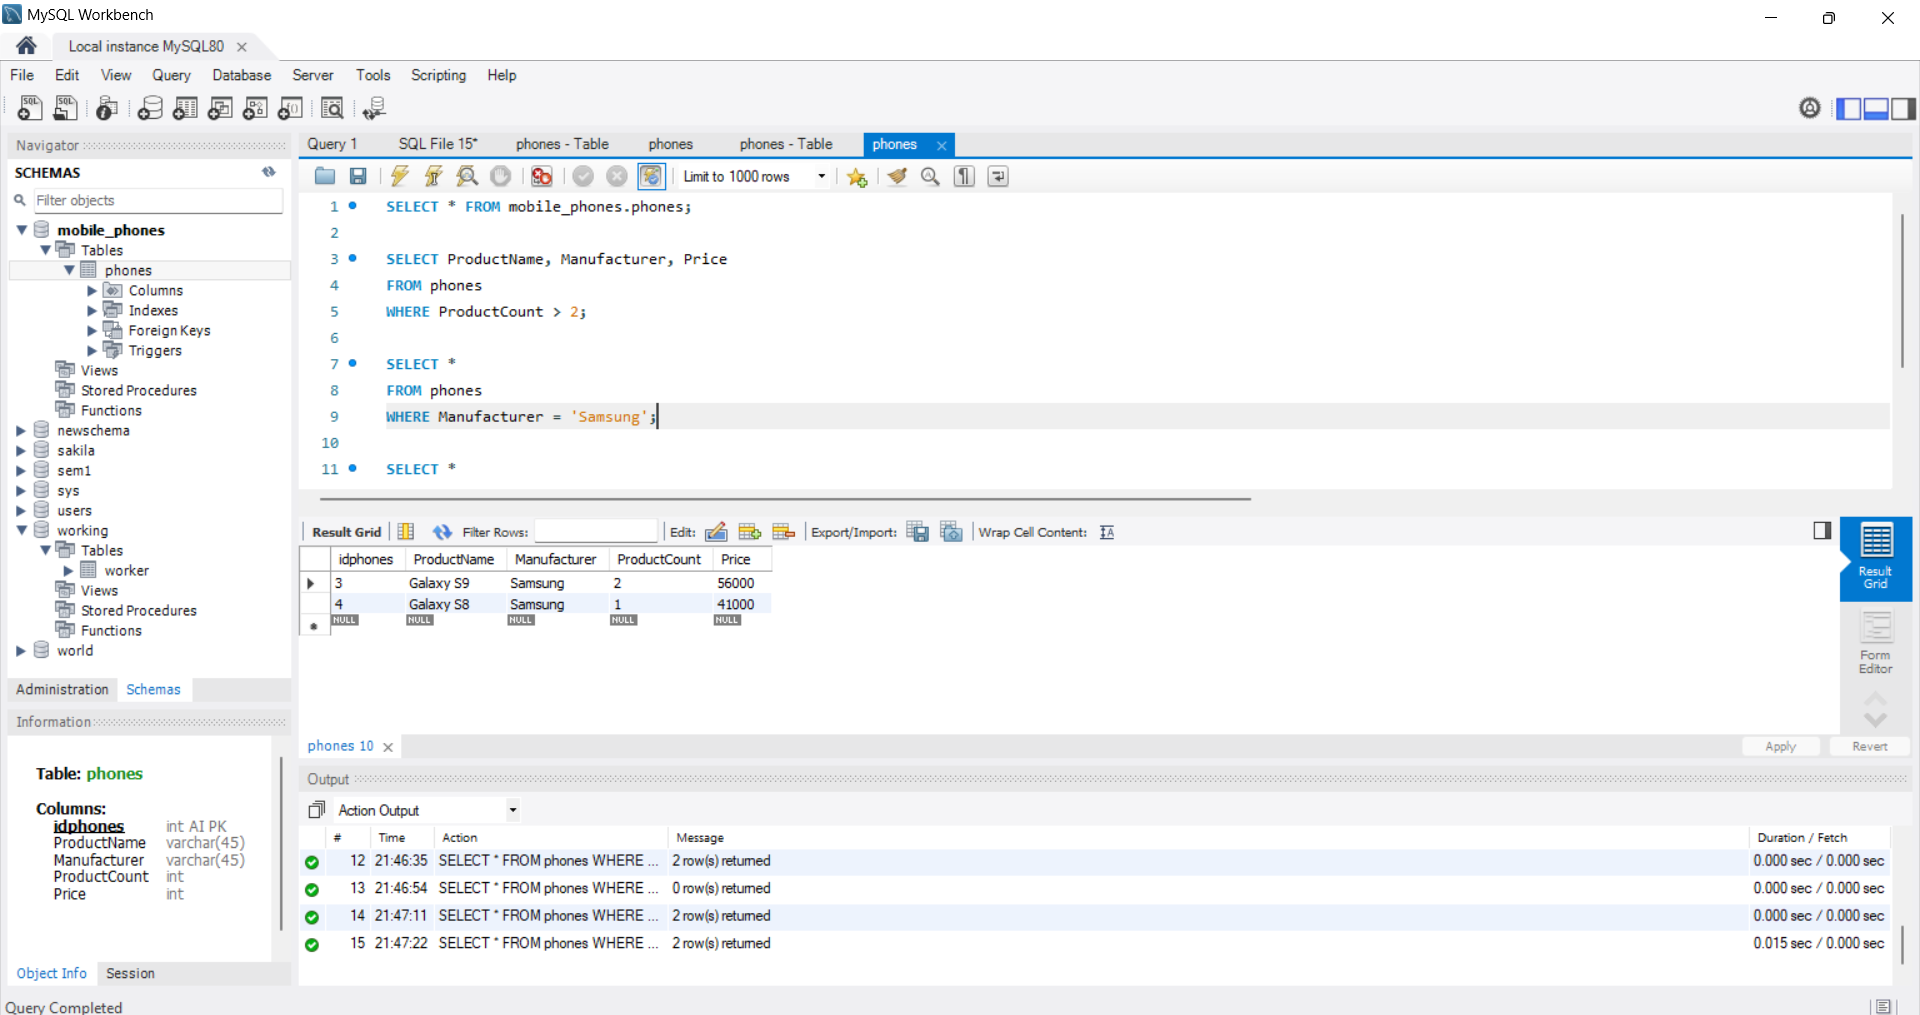 MySQL Workbench
Local instance MySQL80
File Edit View Query Database Server Tools Scripting Help
Navigator
SCHEMAS
Filter objects
mobile_phones
Tables
phones
Columns
Indexes
Foreign Keys
Triggers
Views
Stored Procedures
Functions
newschema
sakila
sem1
sys
users
working
Tables
worker
Views
Stored Procedures
Functions
world
Administration Schemas
Information
Table: phones
Columns:
idphones int AI PK
ProductName varchar(45)
Manufacturer varchar(45)
ProductCount int
Price int
Object Info Session
Query 1 SQL File 15* phones - Table phones phones - Table phones
Limit to 1000 rows
1 SELECT * FROM mobile_phones.phones;
2
3 SELECT ProductName, Manufacturer, Price
4 FROM phones
5 WHERE ProductCount > 2;
6
7 SELECT *
8 FROM phones
9 WHERE Manufacturer = 'Samsung';
10
11 SELECT *
Result Grid Filter Rows: Edit: Export/Import: Wrap Cell Content:
idphones ProductName Manufacturer ProductCount Price
3 Galaxy S9 Samsung 2 56000
4 Galaxy S8 Samsung 1 41000
NULL NULL NULL NULL NULL
Result
Grid
Form
Editor
phones 10
Apply Revert
Output
Action Output
# Time Action Message Duration / Fetch
12 21:46:35 SELECT * FROM phones WHERE ... 2 row(s) returned 0.000 sec / 0.000 sec
13 21:46:54 SELECT * FROM phones WHERE ... 0 row(s) returned 0.000 sec / 0.000 sec
14 21:47:11 SELECT * FROM phones WHERE ... 2 row(s) returned 0.000 sec / 0.000 sec
15 21:47:22 SELECT * FROM phones WHERE ... 2 row(s) returned 0.015 sec / 0.000 sec
Query Completed